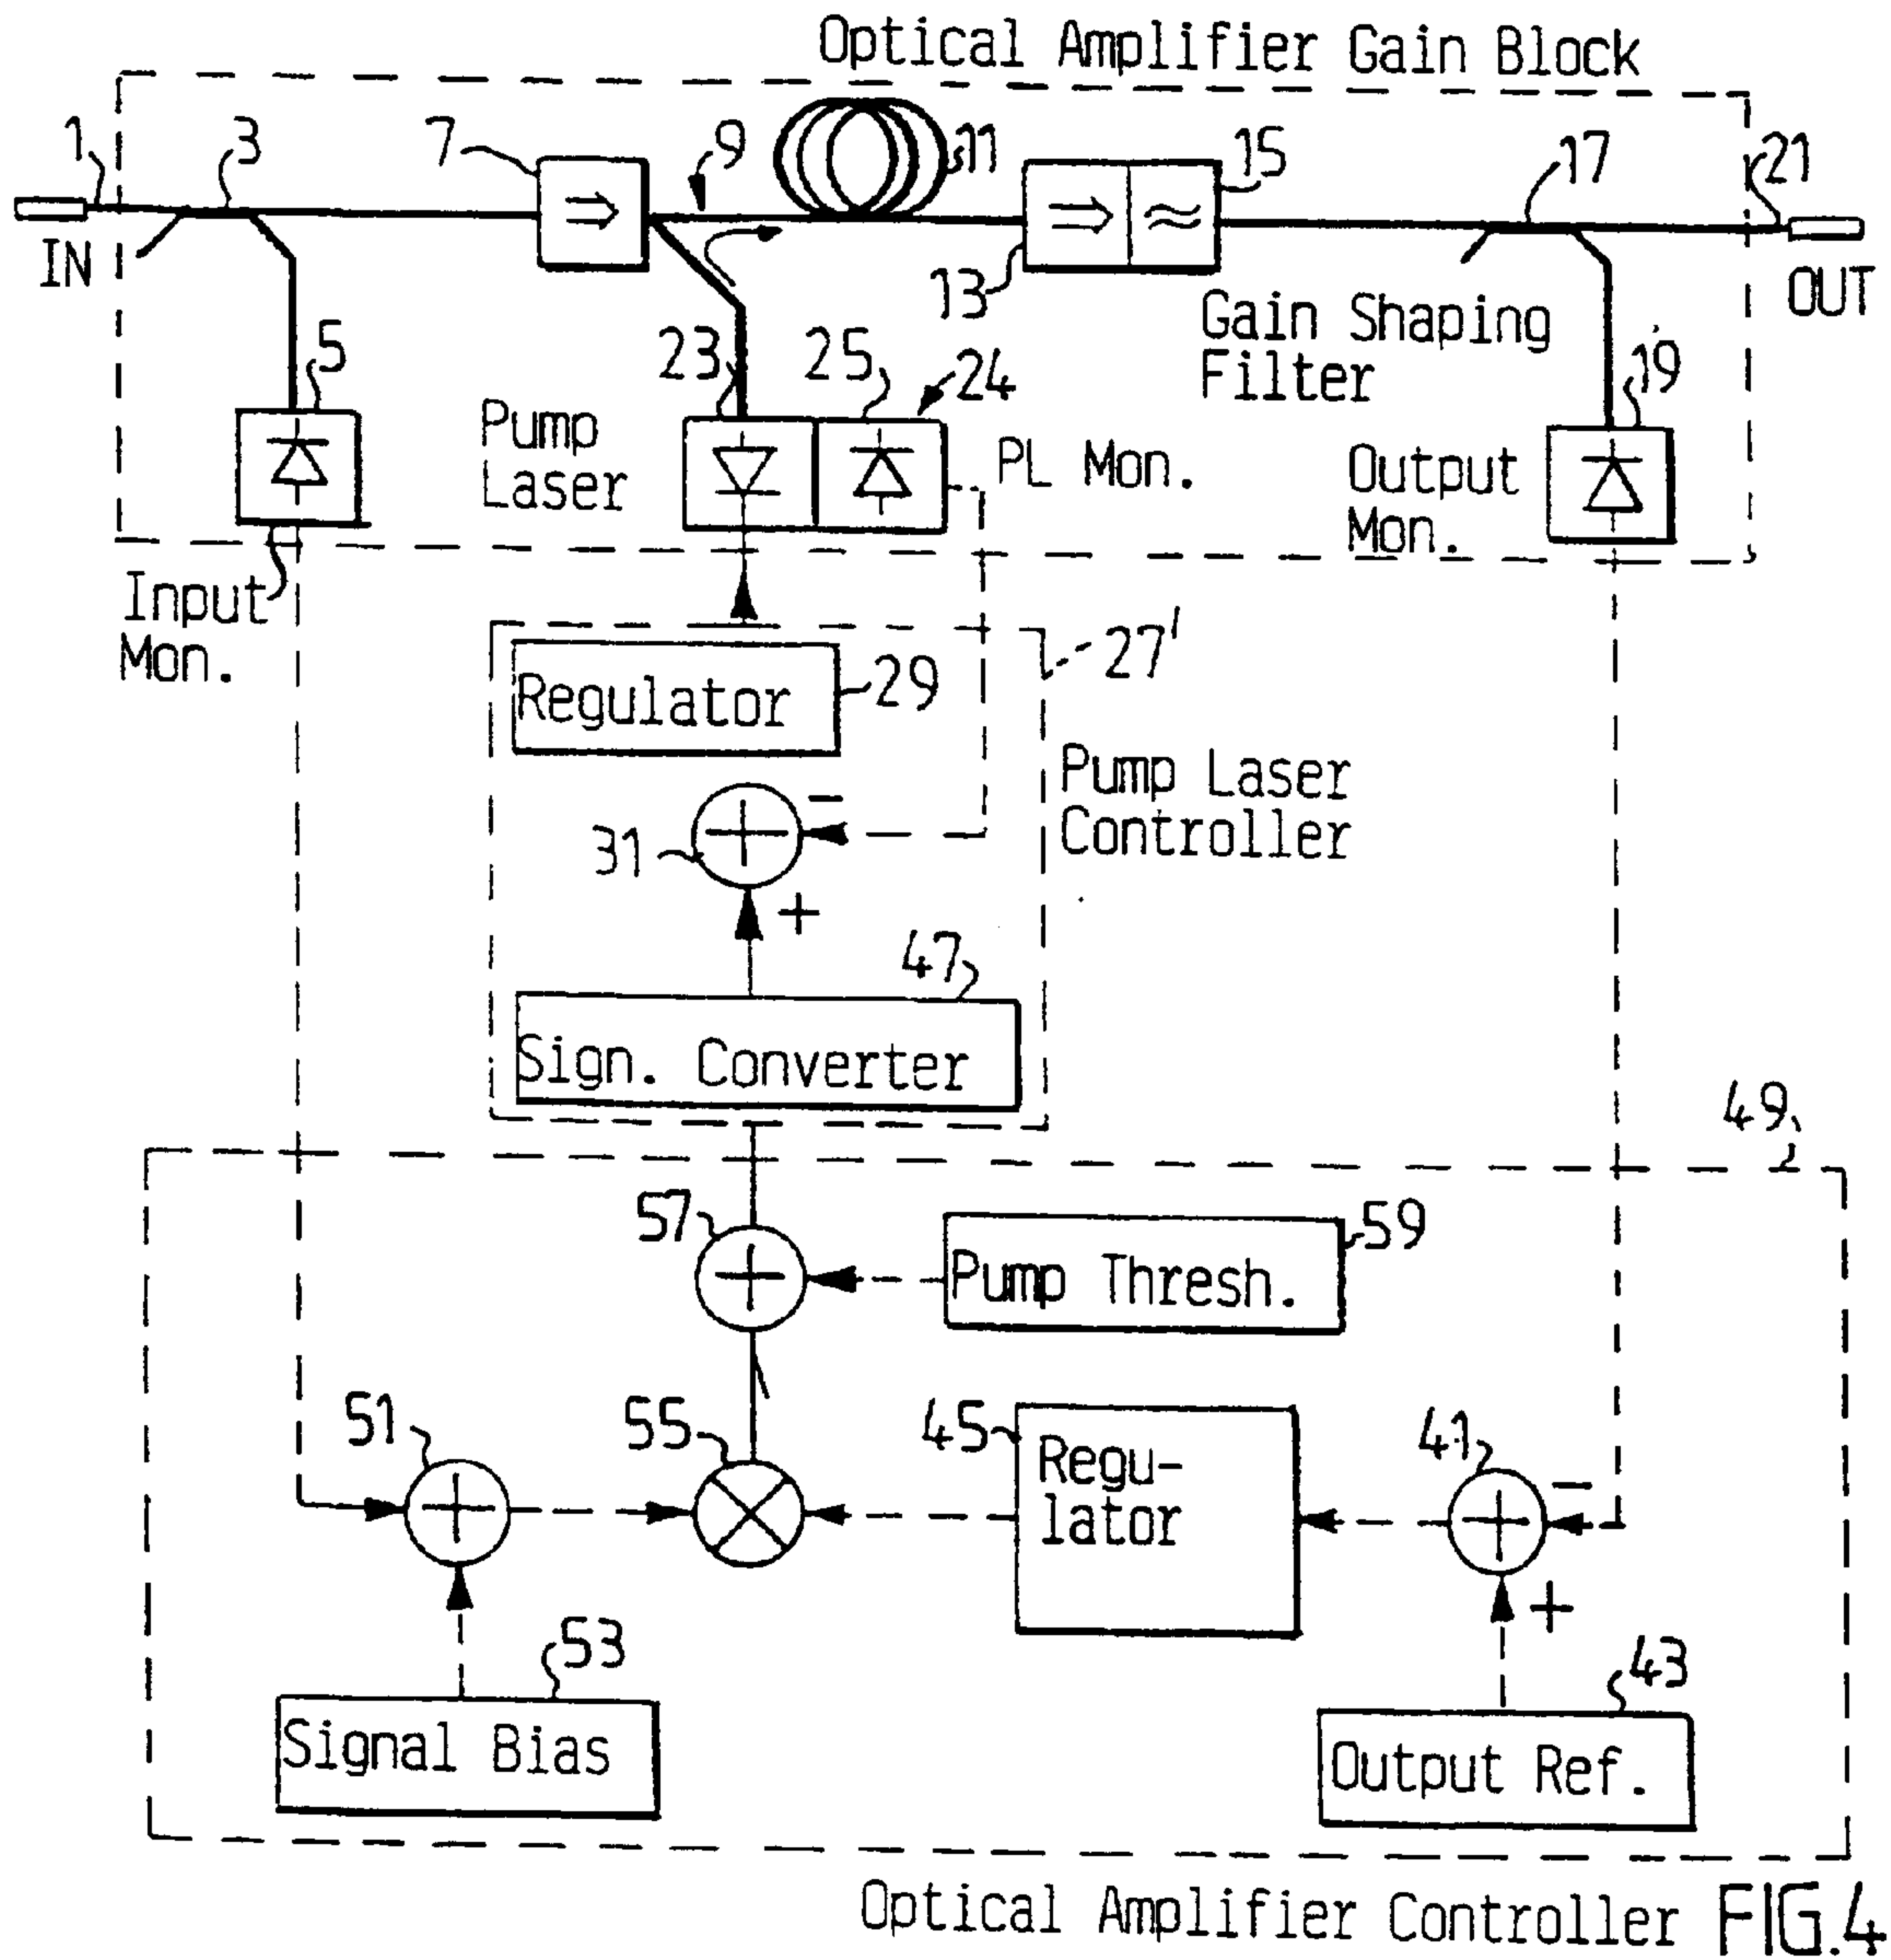 Optical Amplifier Gain Block
1
3
7
9
11
15
17
21
IN
13
OUT
Gain Shaping
Filter
5
23
25
24
19
Pump
Laser
PL Mon.
Output
Mon.
Input
Mon.
27'
Regulator
29
Pump Laser
Controller
−
31
+
47
Sign. Converter
49
57
59
Pump Thresh.
51
55
45
Regu-
lator
41
−
+
53
43
Signal Bias
Output Ref.
Optical Amplifier Controller
FIG.4